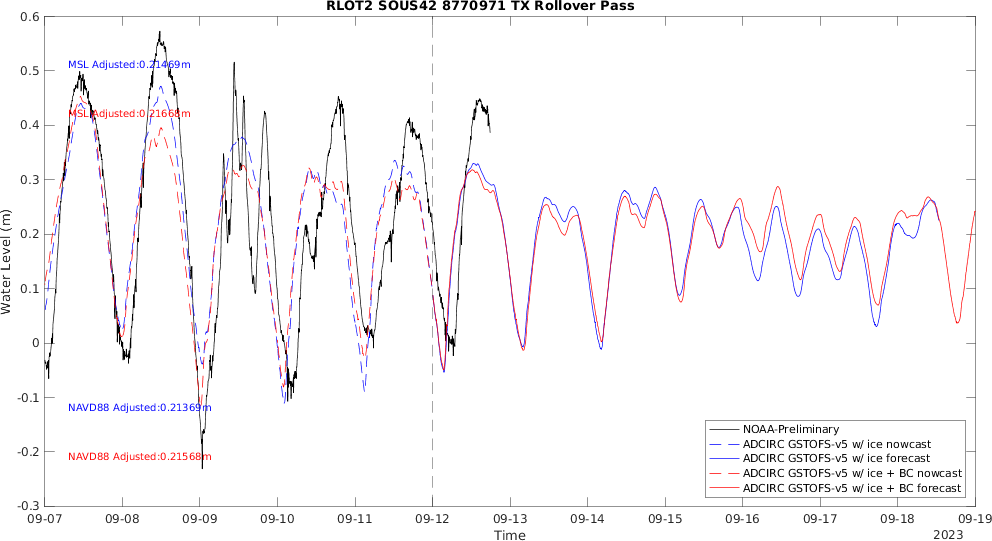 RLOT2 SOUS42 8770971 TX Rollover Pass
0.6
0.5
0.4
0.3
0.2
0.1
0
-0.1
-0.2
-0.3
Water Level (m)
MSL Adjusted:0.21469m
MSL Adjusted:0.21668m
NAVD88 Adjusted:0.21369m
NAVD88 Adjusted:0.21568m
NOAA-Preliminary
ADCIRC GSTOFS-v5 w/ ice nowcast
ADCIRC GSTOFS-v5 w/ ice forecast
ADCIRC GSTOFS-v5 w/ ice + BC nowcast
ADCIRC GSTOFS-v5 w/ ice + BC forecast
09-07 09-08 09-09 09-10 09-11 09-12 09-13 09-14 09-15 09-16 09-17 09-18 09-19
Time
2023